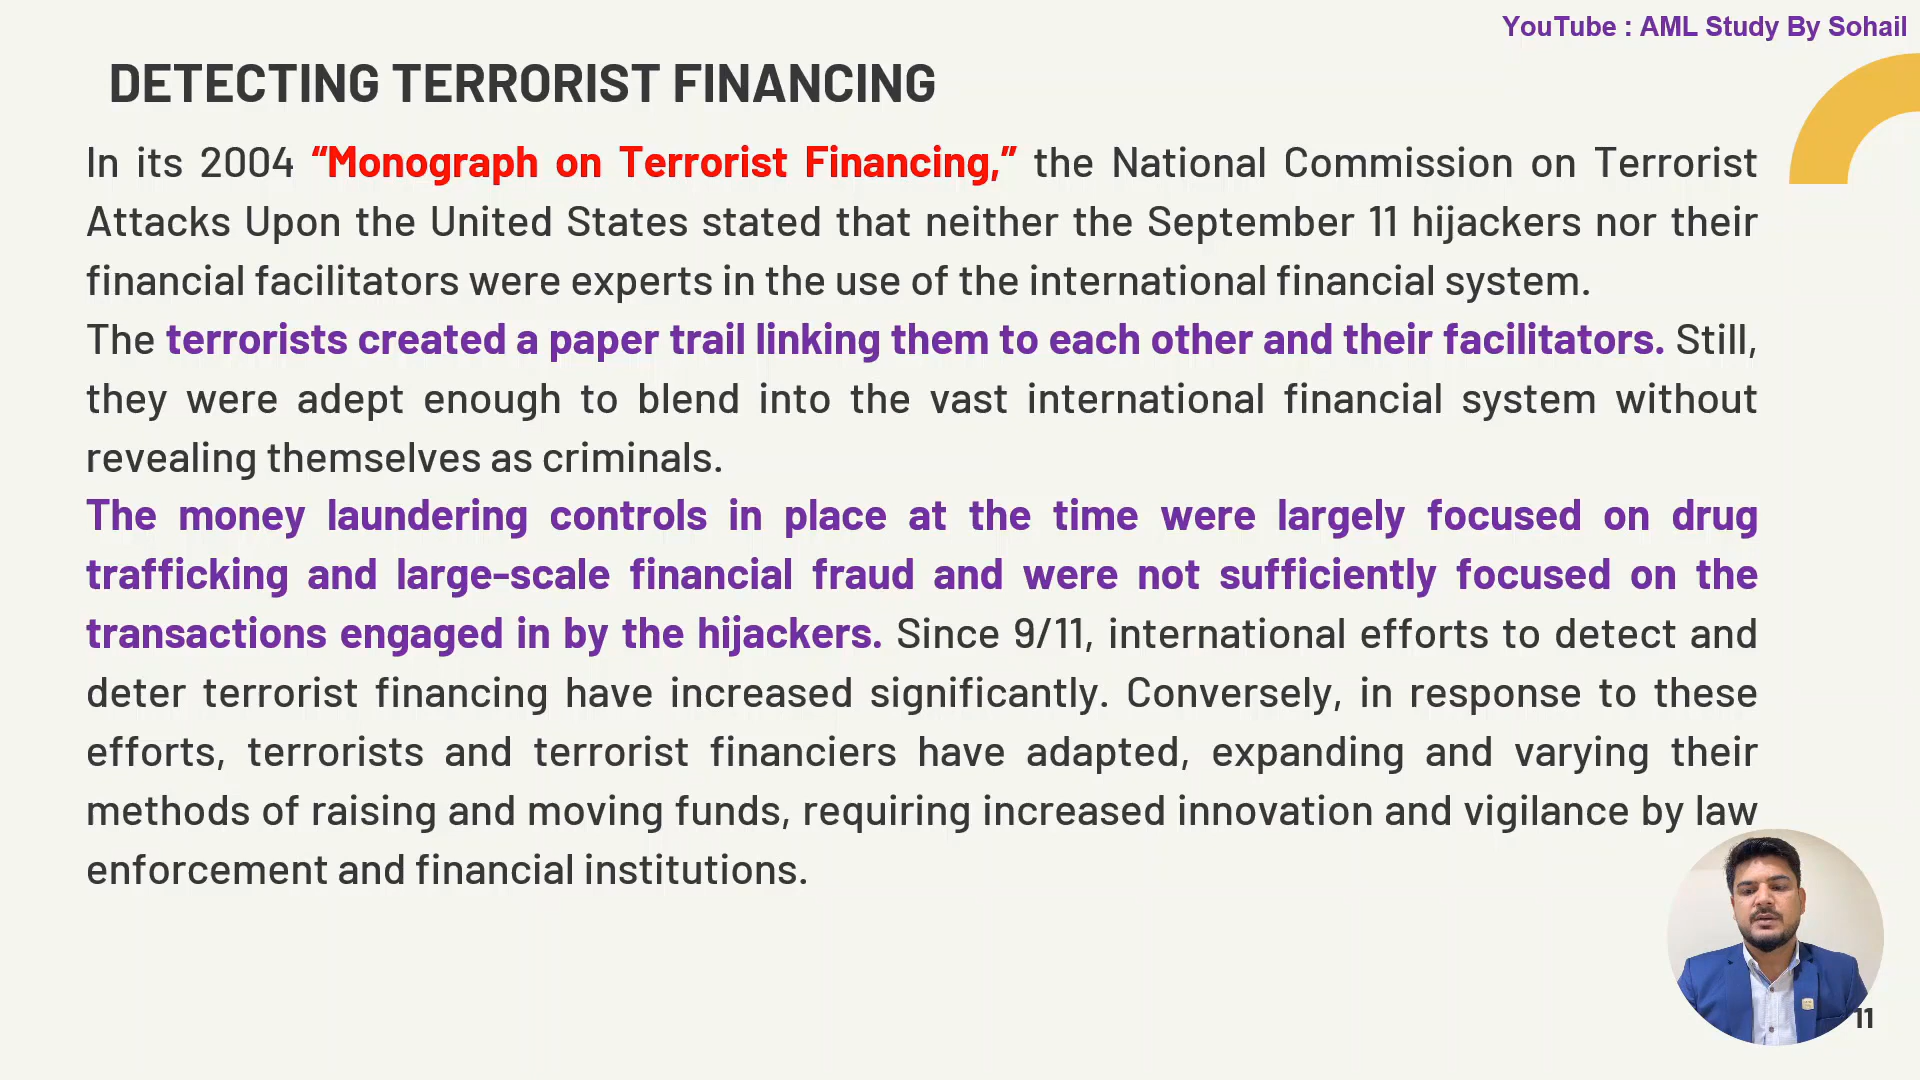 YouTube : AML Study By Sohail
DETECTING TERRORIST FINANCING
In its 2004 “Monograph on Terrorist Financing,” the National Commission on Terrorist
Attacks Upon the United States stated that neither the September 11 hijackers nor their
financial facilitators were experts in the use of the international financial system.
The terrorists created a paper trail linking them to each other and their facilitators. Still,
they were adept enough to blend into the vast international financial system without
revealing themselves as criminals.
The money laundering controls in place at the time were largely focused on drug
trafficking and large-scale financial fraud and were not sufficiently focused on the
transactions engaged in by the hijackers. Since 9/11, international efforts to detect and
deter terrorist financing have increased significantly. Conversely, in response to these
efforts, terrorists and terrorist financiers have adapted, expanding and varying their
methods of raising and moving funds, requiring increased innovation and vigilance by law
enforcement and financial institutions.
11